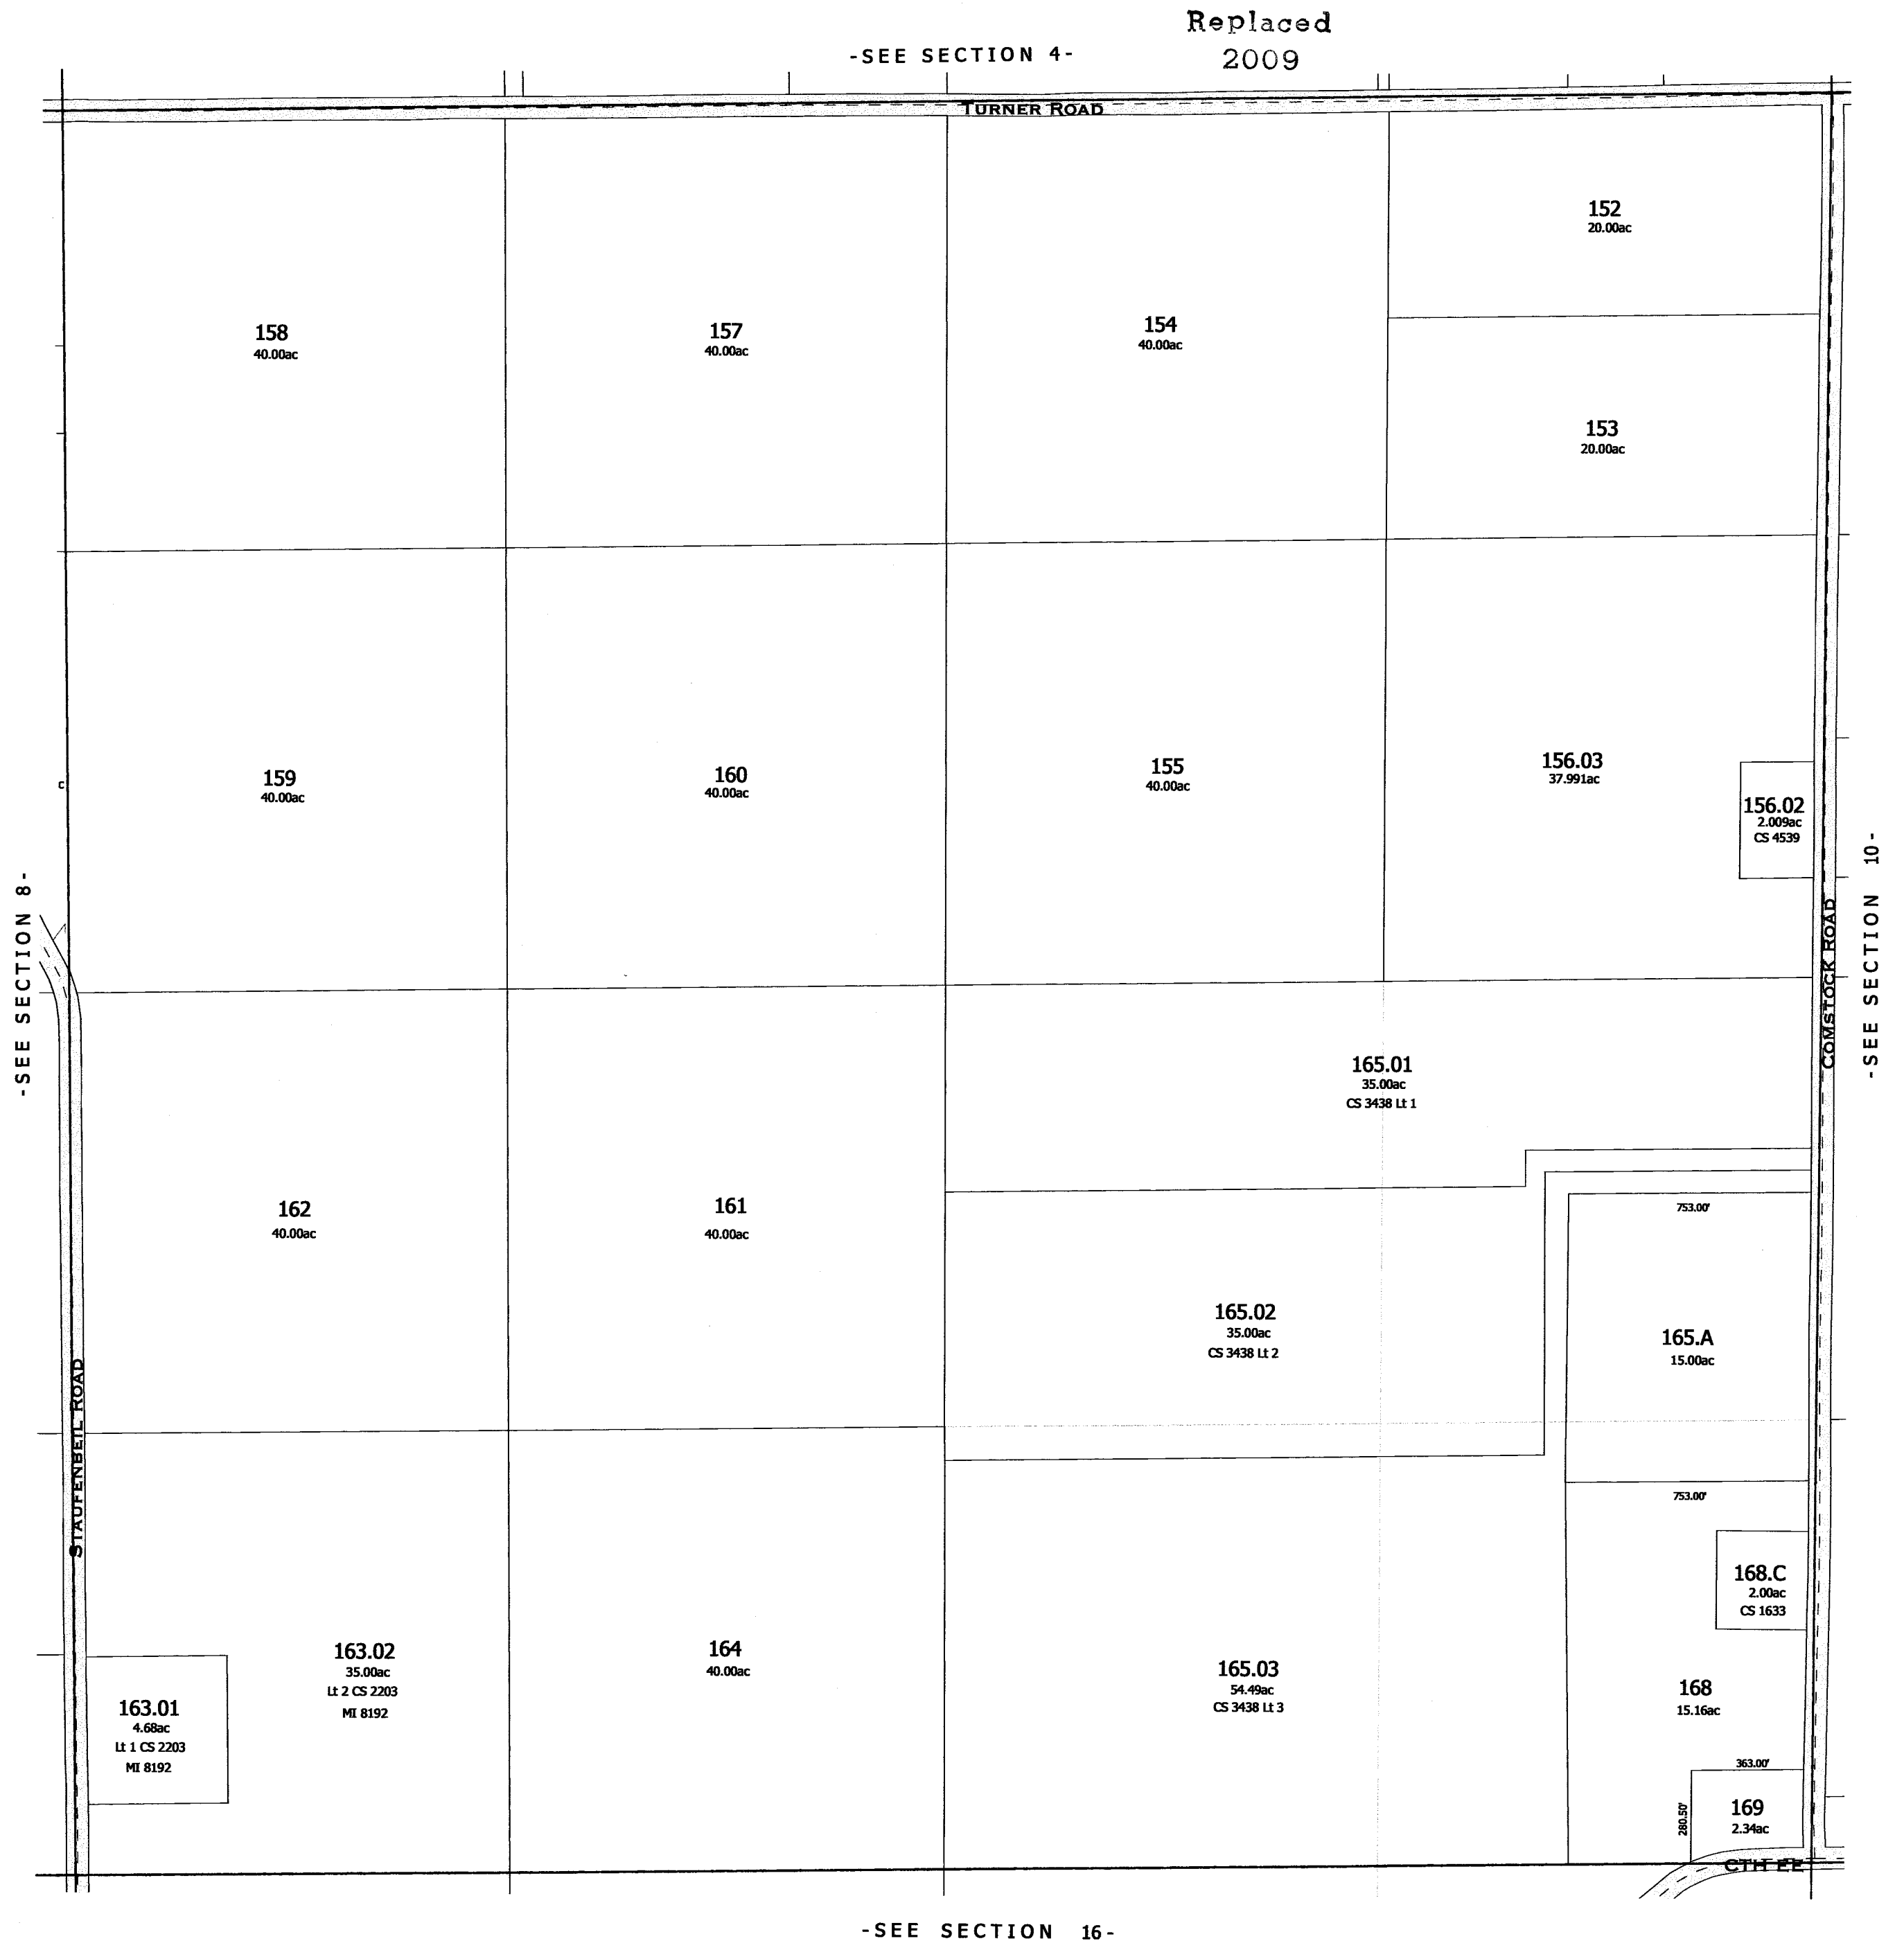 Replaced
2009
-SEE SECTION 4-
TURNER ROAD
152
20.00ac
158
40.00ac
157
40.00ac
154
40.00ac
153
20.00ac
159
40.00ac
160
40.00ac
155
40.00ac
156.03
37.991ac
156.02
2.009ac
CS 4539
C
-SEE SECTION 8-
-SEE SECTION 10-
COMSTOCK ROAD
165.01
35.00ac
CS 3438 Lt 1
162
40.00ac
161
40.00ac
753.00'
165.02
35.00ac
CS 3438 Lt 2
165.A
15.00ac
STAUFENBEIL ROAD
753.00'
168.C
2.00ac
CS 1633
163.02
35.00ac
Lt 2 CS 2203
MI 8192
164
40.00ac
165.03
54.49ac
CS 3438 Lt 3
168
15.16ac
163.01
4.68ac
Lt 1 CS 2203
MI 8192
363.00'
280.50'
169
2.34ac
CTH EE
-SEE SECTION 16-